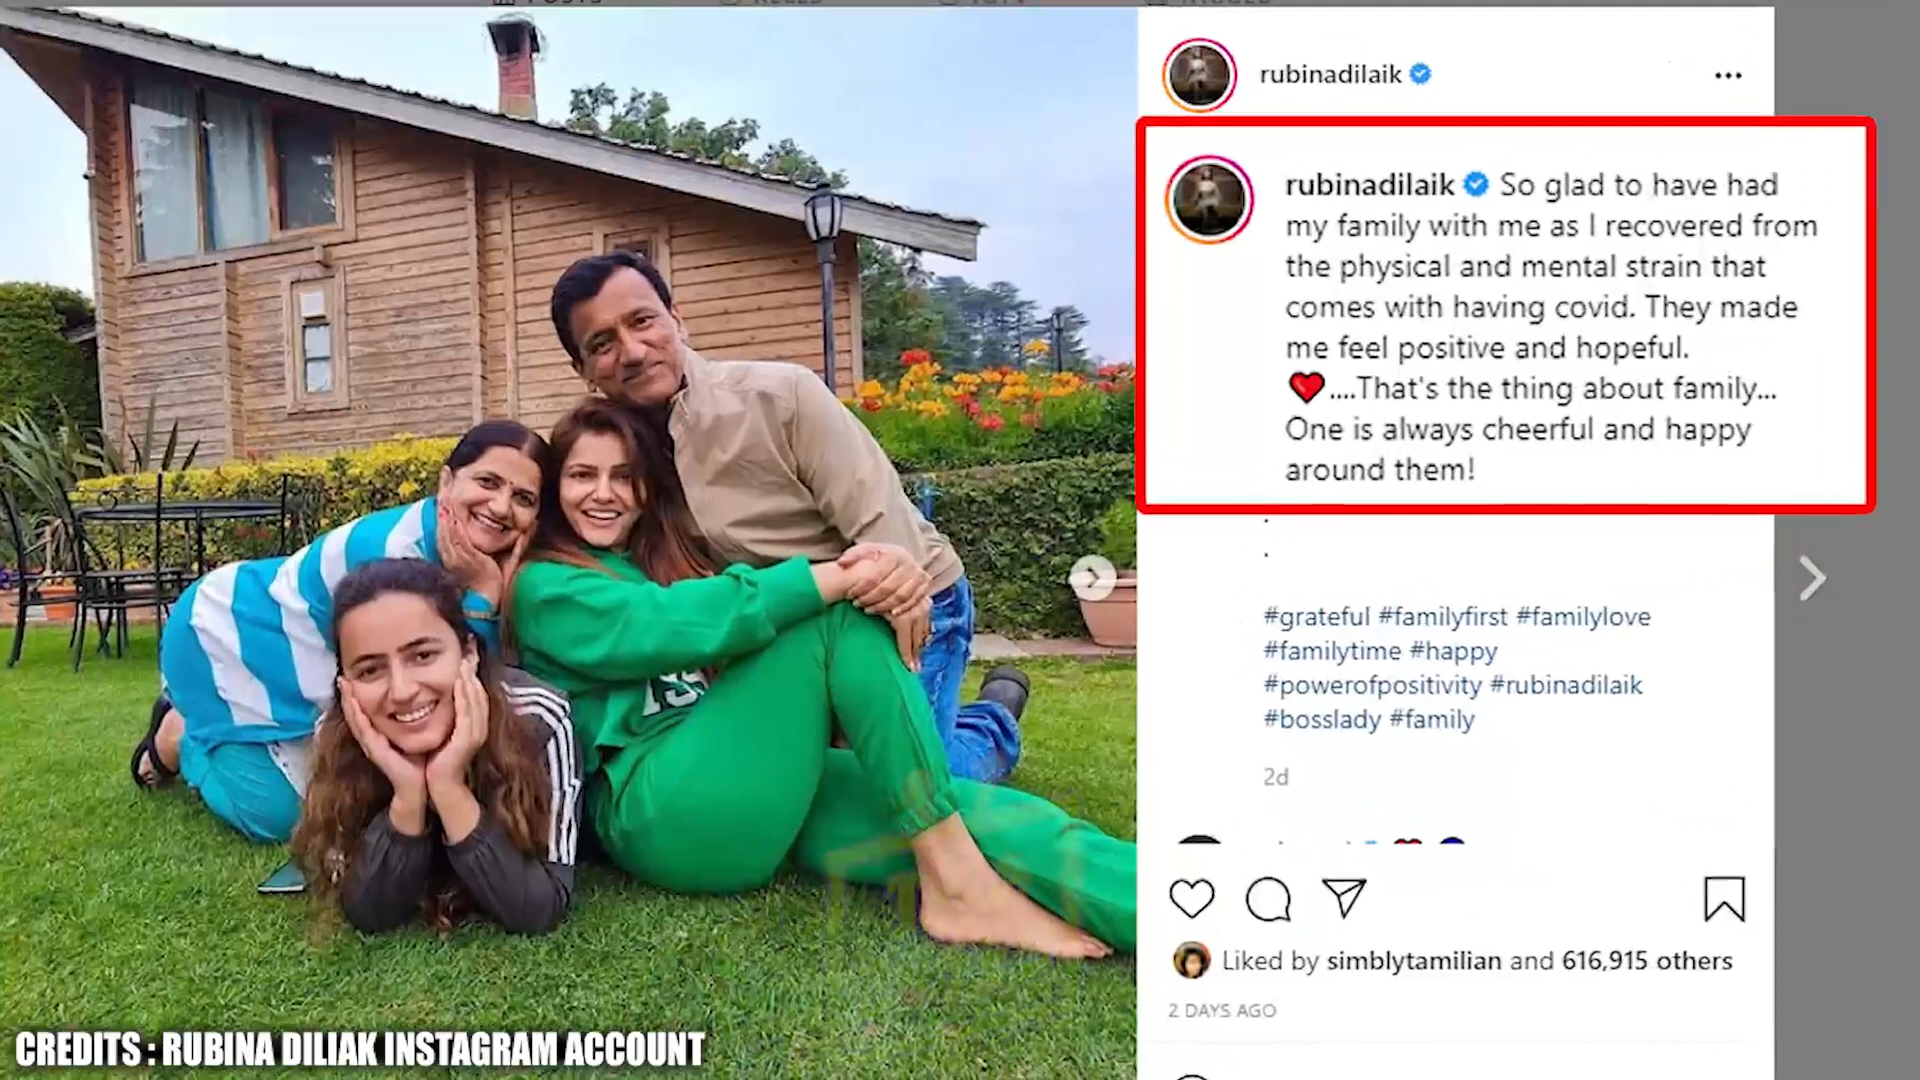 rubinadilaik
rubinadilaik So glad to have had
my family with me as I recovered from
the physical and mental strain that
comes with having covid. They made
me feel positive and hopeful.
❤️....That's the thing about family...
One is always cheerful and happy
around them!
.
.
#grateful #familyfirst #familylove
#familytime #happy
#powerofpositivity #rubinadilaik
#bosslady #family
2d
Liked by simblytamilian and 616,915 others
2 DAYS AGO
CREDITS : RUBINA DILIAK INSTAGRAM ACCOUNT